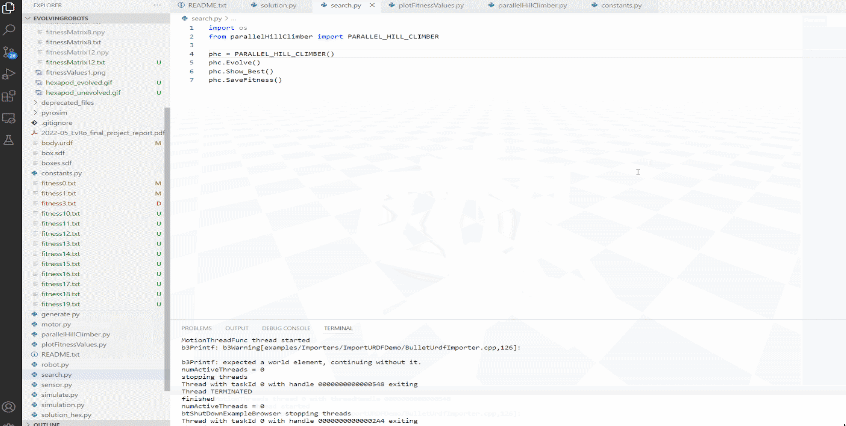 EXPLORER
README.txt
solution.py
search.py
plotFitnessValues.py
parallelHillClimber.py
constants.py
EVOLVINGROBOTS
fitnessMatrix8.npy
fitnessMatrix8.txt
fitnessMatrix12.npy
fitnessMatrix12.txt U
fitnessValues1.png
hexapod_evolved.gif U
hexapod_unevolved.gif U
deprecated_files
pyrosim
.gitignore
2022-05_EvRo_final_project_report.pdf
body.urdf M
box.sdf
boxes.sdf
constants.py
fitness0.txt M
fitness1.txt M
fitness3.txt D
fitness10.txt U
fitness11.txt U
fitness12.txt U
fitness13.txt U
fitness14.txt U
fitness15.txt U
fitness16.txt U
fitness17.txt U
fitness18.txt U
fitness19.txt U
generate.py
motor.py
parallelHillClimber.py
plotFitnessValues.py
README.txt
robot.py
search.py
sensor.py
simulate.py
simulation.py
solution_hex.py
OUTLINE
search.py
1 import os
2 from parallelHillClimber import PARALLEL_HILL_CLIMBER
3
4 phc = PARALLEL_HILL_CLIMBER()
5 phc.Evolve()
6 phc.Show_Best()
7 phc.SaveFitness()
PROBLEMS OUTPUT DEBUG CONSOLE TERMINAL
MotionThreadFunc thread started
b3Printf: b3Warning[examples/Importers/ImportURDFDemo/BulletUrdfImporter.cpp,126]:
b3Printf: expected a world element, continuing without it.
numActiveThreads = 0
stopping threads
Thread with taskId 0 with handle 0000000000000548 exiting
Thread TERMINATED
finished
numActiveThreads = 0
btShutDownExampleBrowser stopping threads
Thread with taskId 0 with handle 00000000000002A4 exiting